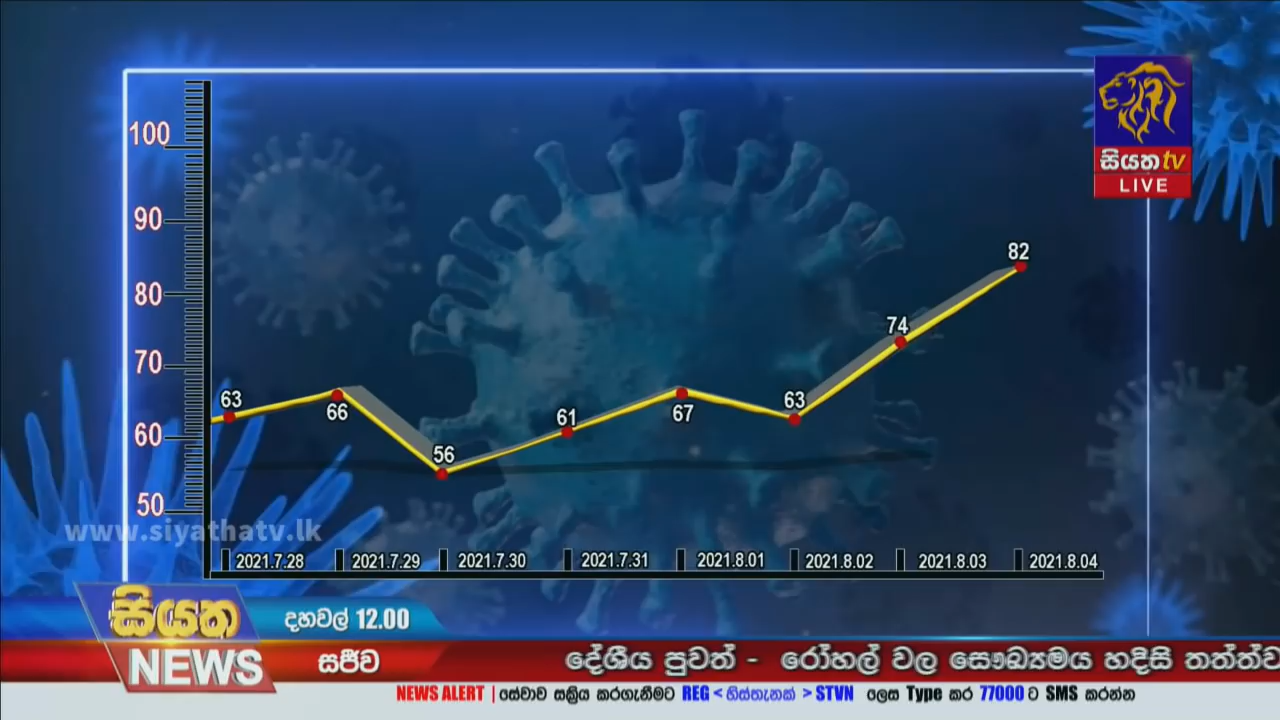 100
90
80
70
60
50
63
66
56
61
67
63
74
82
2021.7.28 2021.7.29 2021.7.30 2021.7.31 2021.8.01 2021.8.02 2021.8.03 2021.8.04
සියත tv
LIVE
www.siyathatv.lk
සියත දහවල් 12.00
NEWS සජීව දේශීය පුවත් - රෝහල් වල සෞඛ්‍යමය හදිසි තත්ත්ව
NEWS ALERT | සේවාව සක්‍රිය කරගැනීමට REG < හිස්තැනක් > STVN ලෙස Type කර 77000 ට SMS කරන්න